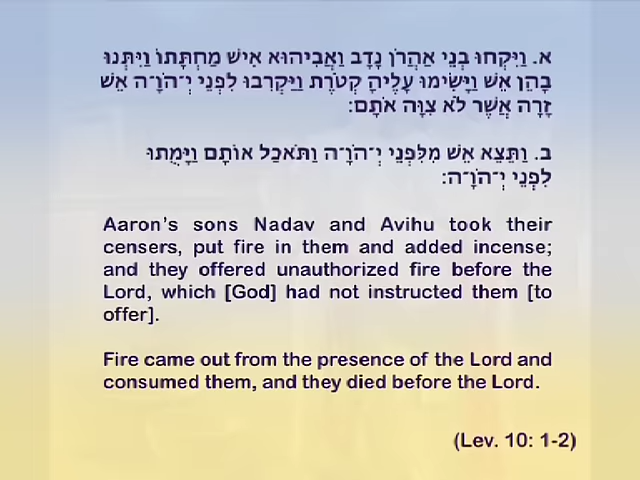 א. וַיִּקְחוּ בְנֵי אַהֲרֹן נָדָב וַאֲבִיהוּא אִישׁ מַחְתָּתוֹ וַיִּתְּנוּ
בָהֵן אֵשׁ וַיָּשִׂימוּ עָלֶיהָ קְטֹרֶת וַיַּקְרִבוּ לִפְנֵי יְ־הֹוָ־ה אֵשׁ
זָרָה אֲשֶׁר לֹא צִוָּה אֹתָם:
ב. וַתֵּצֵא אֵשׁ מִלִּפְנֵי יְ־הֹוָ־ה וַתֹּאכַל אוֹתָם וַיָּמֻתוּ
לִפְנֵי יְ־הֹוָ־ה:
Aaron's sons Nadav and Avihu took their
censers, put fire in them and added incense;
and they offered unauthorized fire before the
Lord, which [God] had not instructed them [to
offer].
Fire came out from the presence of the Lord and
consumed them, and they died before the Lord.
(Lev. 10: 1-2)